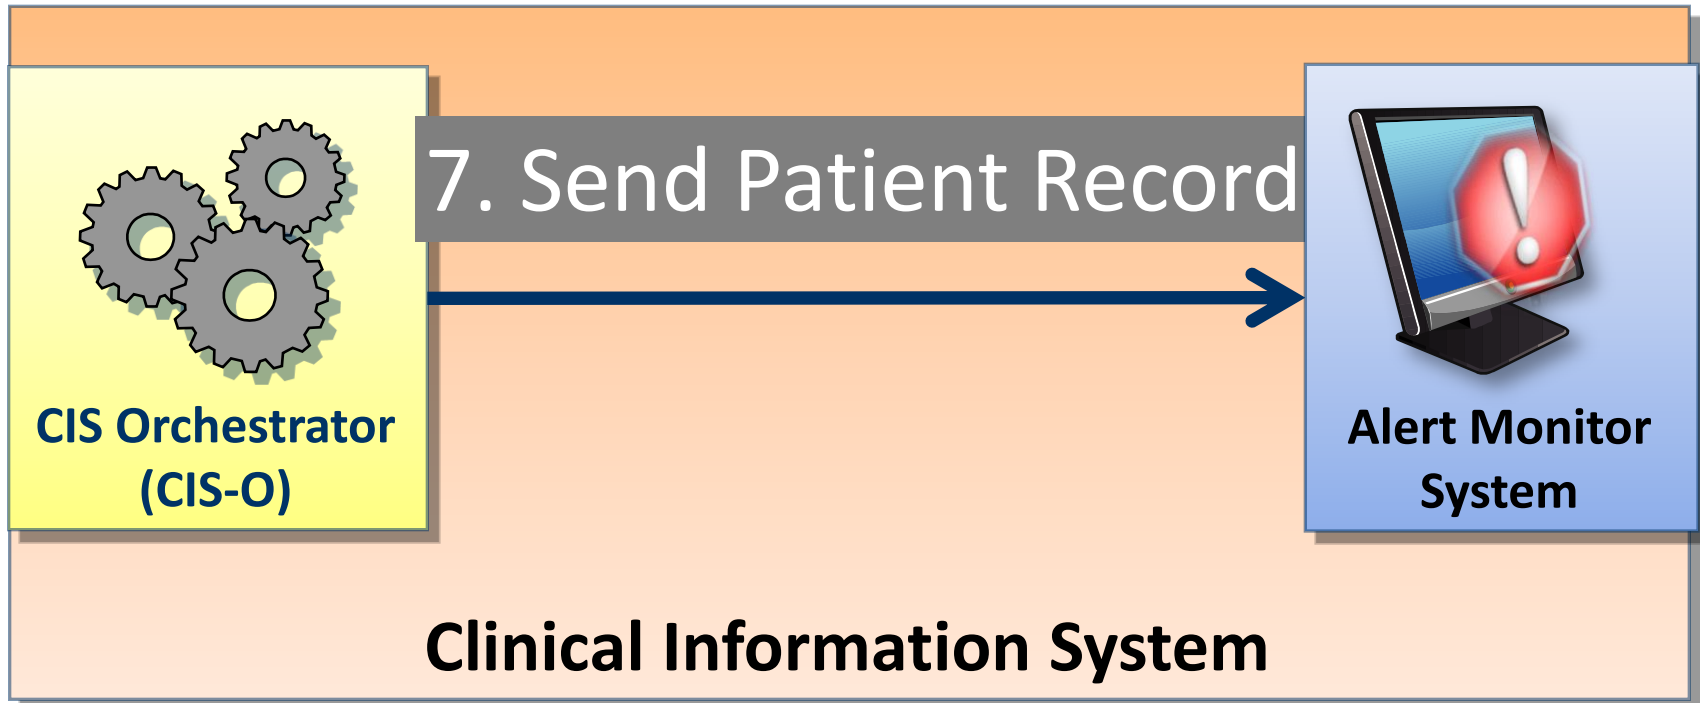 7. Send Patient Record
CIS Orchestrator
(CIS-O)
Alert Monitor
System
Clinical Information System